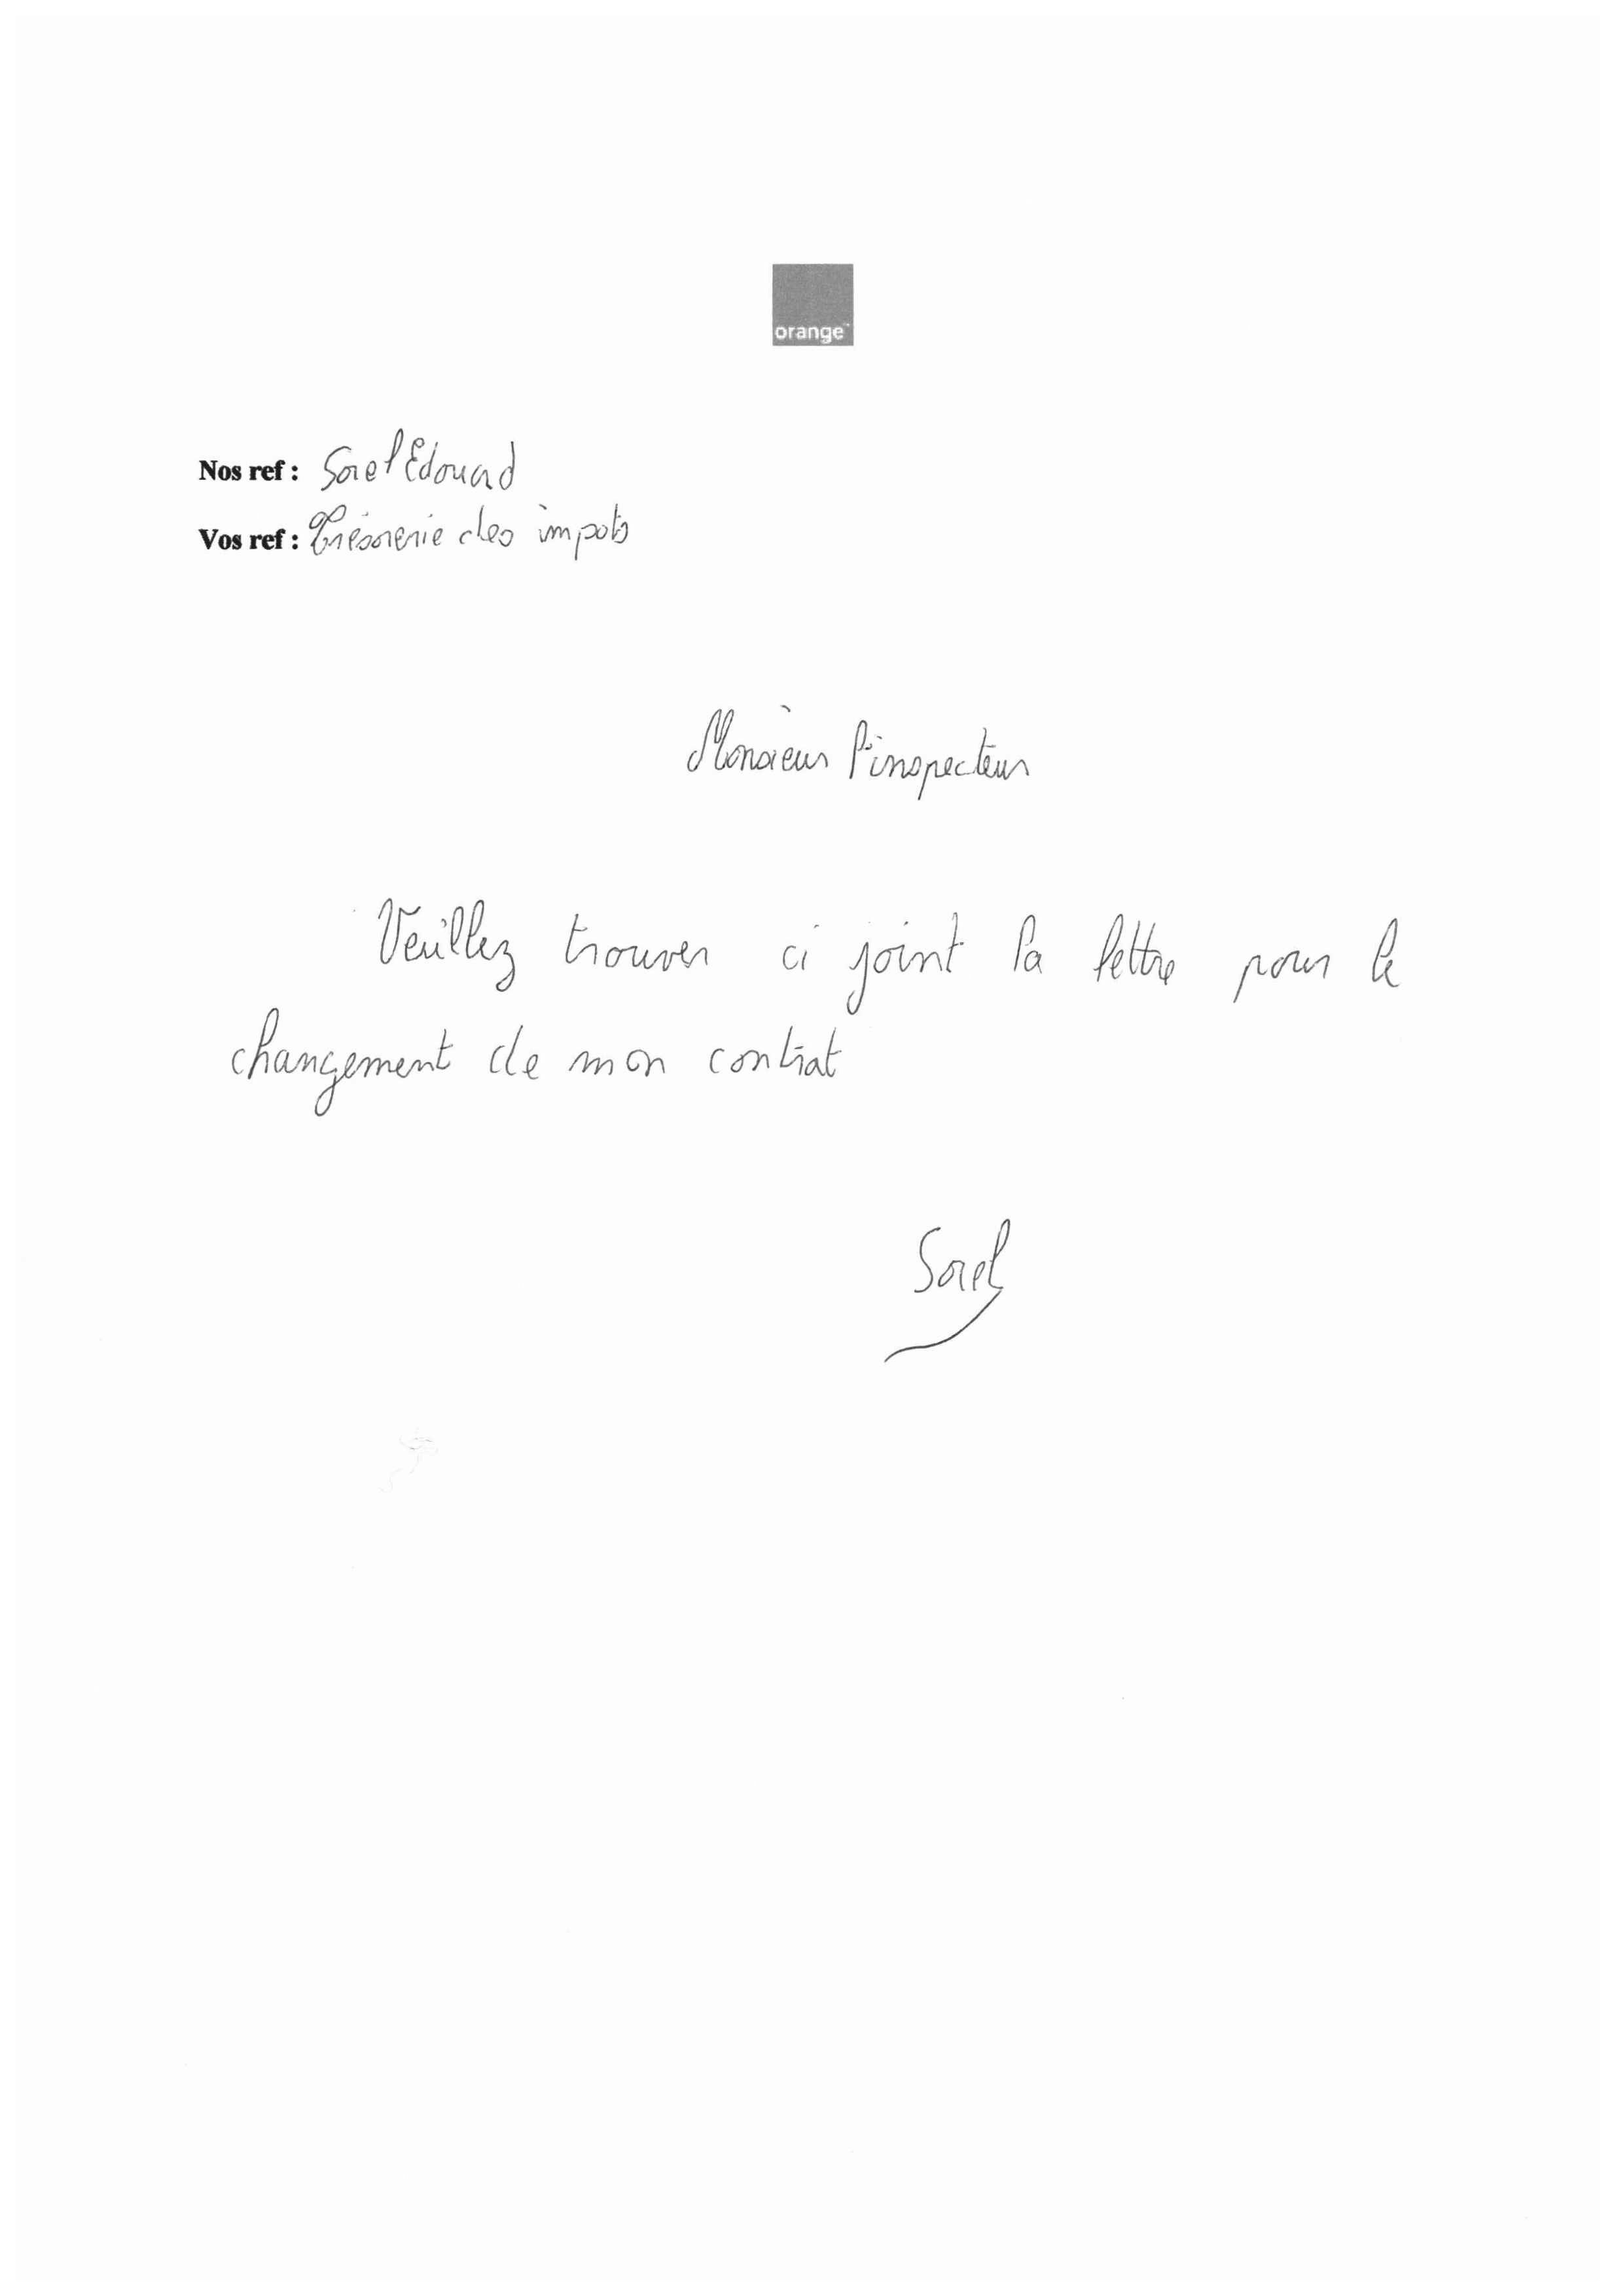 orange™
Nos ref : Sorel Edouard
Vos ref : Trésorerie des impots
Monsieur l'inspecteur
Veuillez trouver ci joint la lettre pour le
changement de mon contrat
Sorel